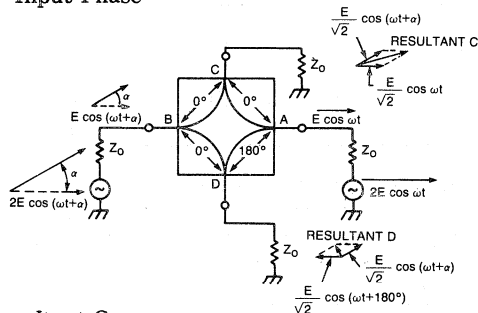 Input Phase
E/√2 cos (ωt+α)
RESULTANT C
E/√2 cos ωt
Z₀
C
α
E cos (ωt+α)
0° 0°
B
A
E cos ωt
Z₀
0° 180°
Z₀
α
D
2E cos (ωt+α)
2E cos ωt
RESULTANT D
Z₀
E/√2 cos (ωt+α)
E/√2 cos (ωt+180°)